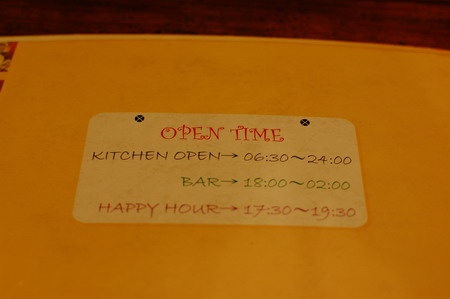 OPEN TIME
KITCHEN OPEN→ 06:30～24:00
BAR→ 18:00～02:00
HAPPY HOUR→ 17:30～19:30